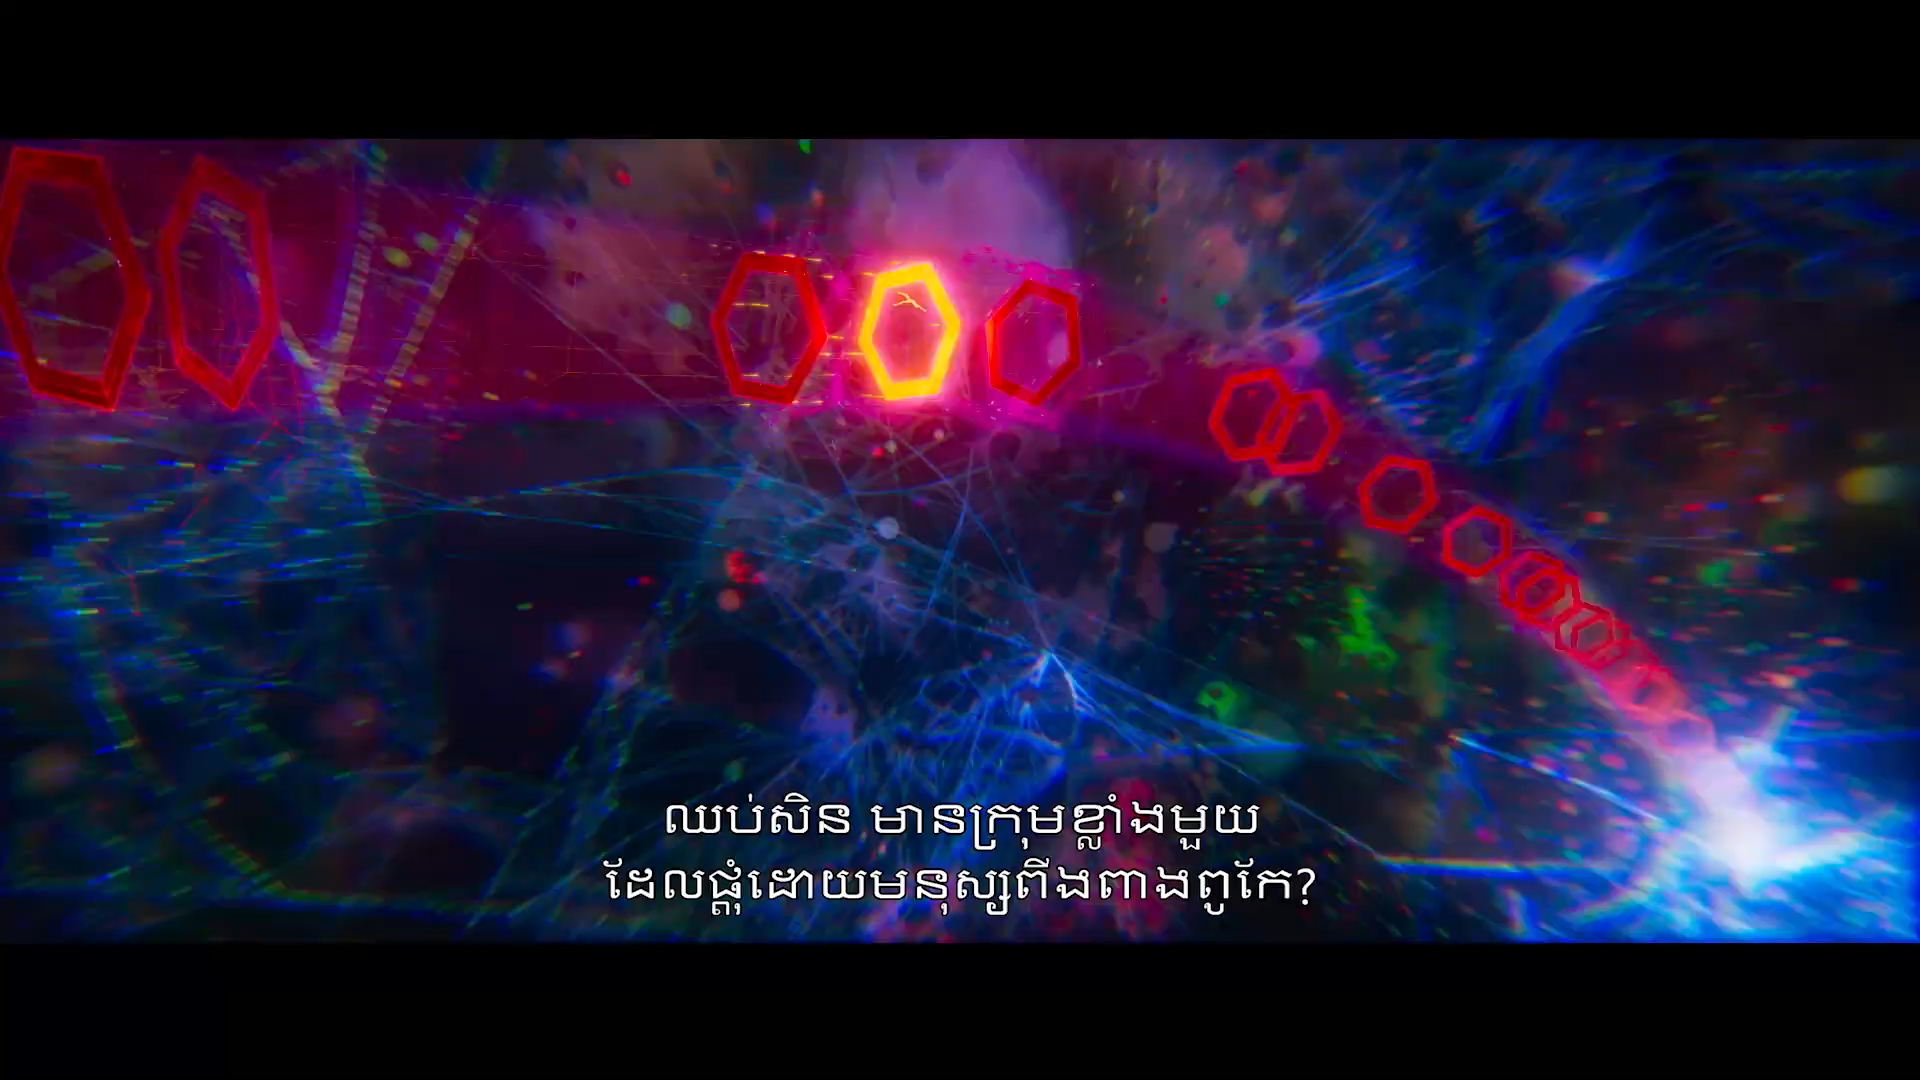 ឈប់សិន មានក្រុមខ្លាំងមួយ
ដែលផ្តុំដោយមនុស្សពីងពាងពូកែ?